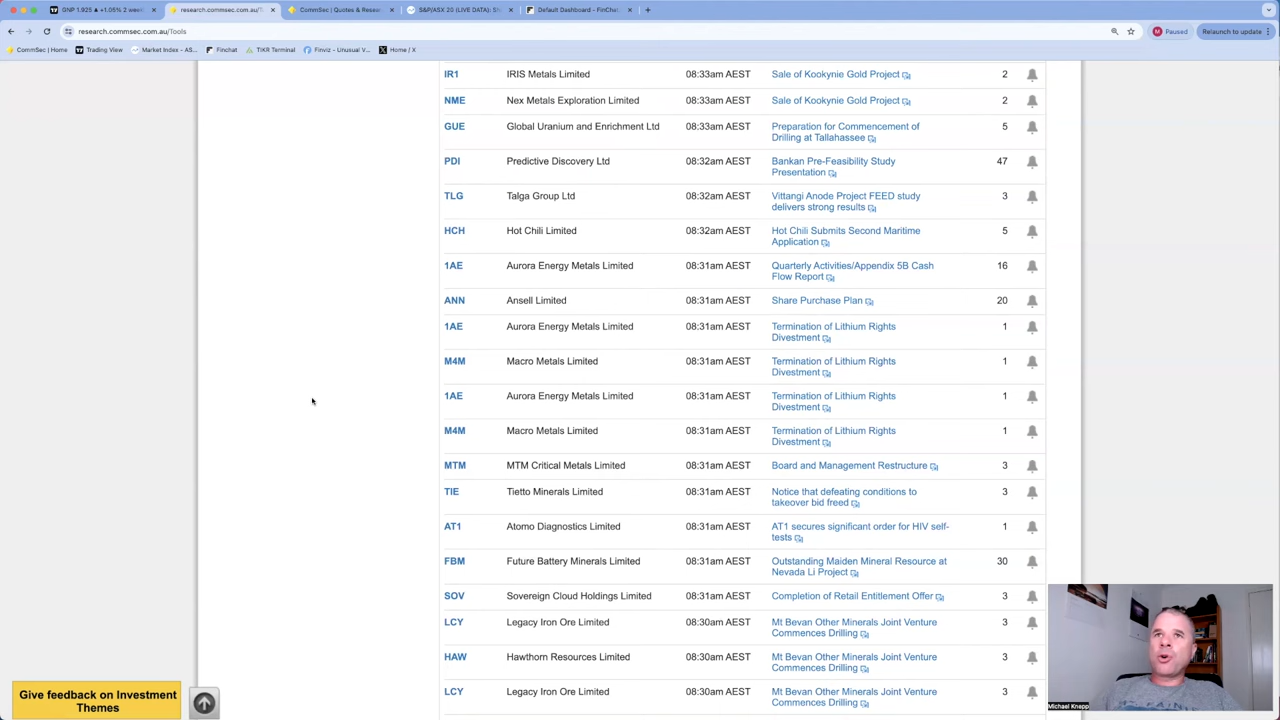 GNP 1.925 ▲ +1.05% 2 week
research.commsec.com.au/To
CommSec | Quotes & Resea
S&P/ASX 20 (LIVE DATA): S&
Default Dashboard - FinChat
research.commsec.com.au/Tools
Paused
Relaunch to update
CommSec | Home
Trading View
Market Index - AS...
Finchat
TIKR Terminal
Finviz - Unusual V...
Home / X
IR1 IRIS Metals Limited 08:33am AEST Sale of Kookynie Gold Project 2
NME Nex Metals Exploration Limited 08:33am AEST Sale of Kookynie Gold Project 2
GUE Global Uranium and Enrichment Ltd 08:33am AEST Preparation for Commencement of 5
Drilling at Tallahassee
PDI Predictive Discovery Ltd 08:32am AEST Bankan Pre-Feasibility Study 47
Presentation
TLG Talga Group Ltd 08:32am AEST Vittangi Anode Project FEED study 3
delivers strong results
HCH Hot Chili Limited 08:32am AEST Hot Chili Submits Second Maritime 5
Application
1AE Aurora Energy Metals Limited 08:31am AEST Quarterly Activities/Appendix 5B Cash 16
Flow Report
ANN Ansell Limited 08:31am AEST Share Purchase Plan 20
1AE Aurora Energy Metals Limited 08:31am AEST Termination of Lithium Rights 1
Divestment
M4M Macro Metals Limited 08:31am AEST Termination of Lithium Rights 1
Divestment
1AE Aurora Energy Metals Limited 08:31am AEST Termination of Lithium Rights 1
Divestment
M4M Macro Metals Limited 08:31am AEST Termination of Lithium Rights 1
Divestment
MTM MTM Critical Metals Limited 08:31am AEST Board and Management Restructure 3
TIE Tietto Minerals Limited 08:31am AEST Notice that defeating conditions to 3
takeover bid freed
AT1 Atomo Diagnostics Limited 08:31am AEST AT1 secures significant order for HIV self- 1
tests
FBM Future Battery Minerals Limited 08:31am AEST Outstanding Maiden Mineral Resource at 30
Nevada Li Project
SOV Sovereign Cloud Holdings Limited 08:31am AEST Completion of Retail Entitlement Offer 3
LCY Legacy Iron Ore Limited 08:30am AEST Mt Bevan Other Minerals Joint Venture 3
Commences Drilling
HAW Hawthorn Resources Limited 08:30am AEST Mt Bevan Other Minerals Joint Venture 3
Commences Drilling
LCY Legacy Iron Ore Limited 08:30am AEST Mt Bevan Other Minerals Joint Venture 3
Commences Drilling
Give feedback on Investment
Themes
Michael Knepp